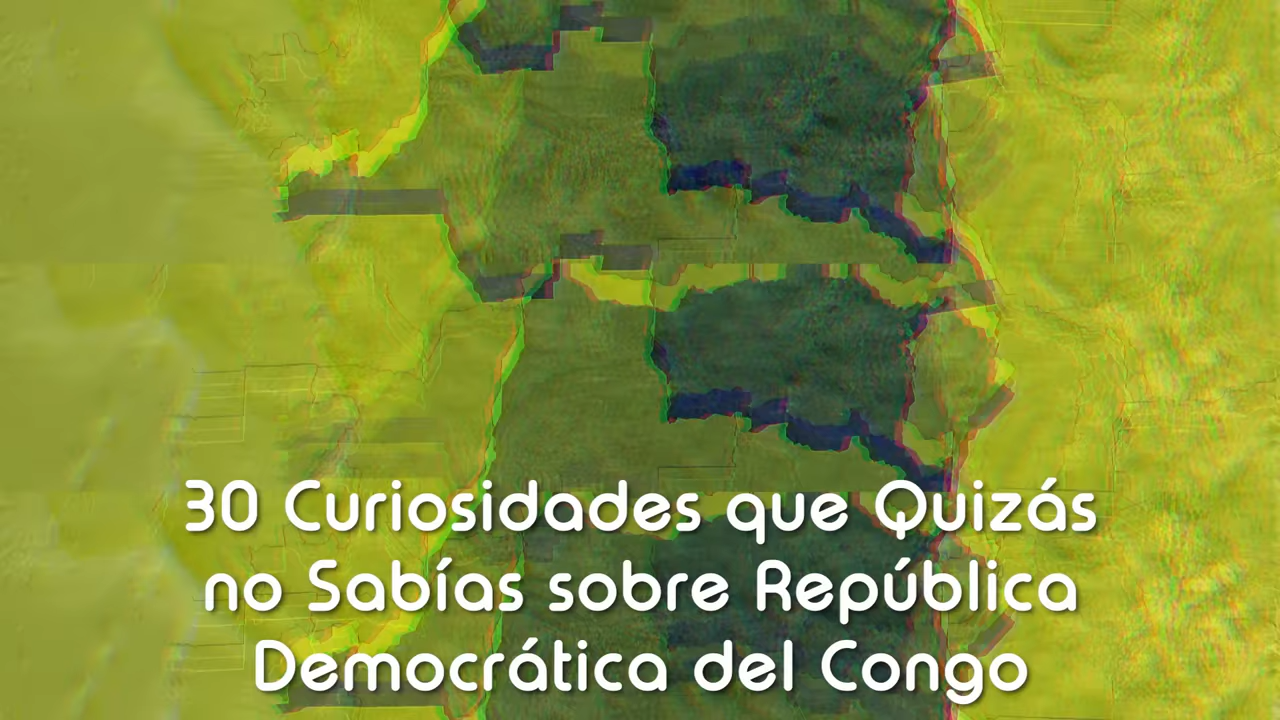 30 Curiosidades que Quizás
no Sabías sobre República
Democrática del Congo